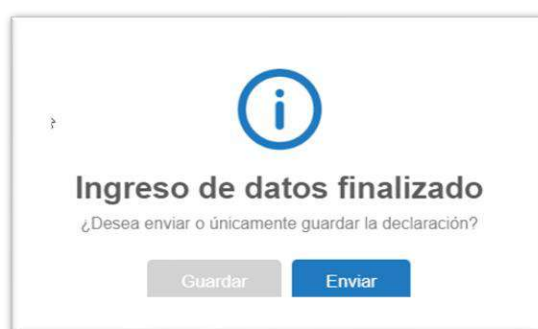 Ingreso de datos finalizado
¿Desea enviar o únicamente guardar la declaración?
Guardar Enviar